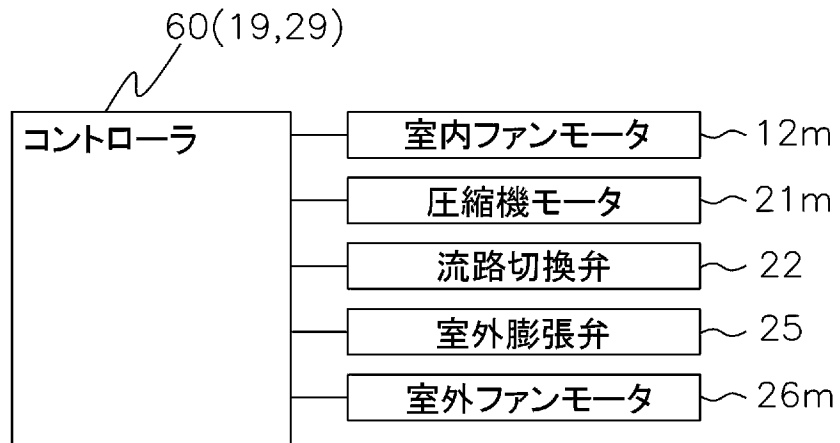 60(19,29)
コントローラ
室内ファンモータ 12m
圧縮機モータ 21m
流路切換弁 22
室外膨張弁 25
室外ファンモータ 26m